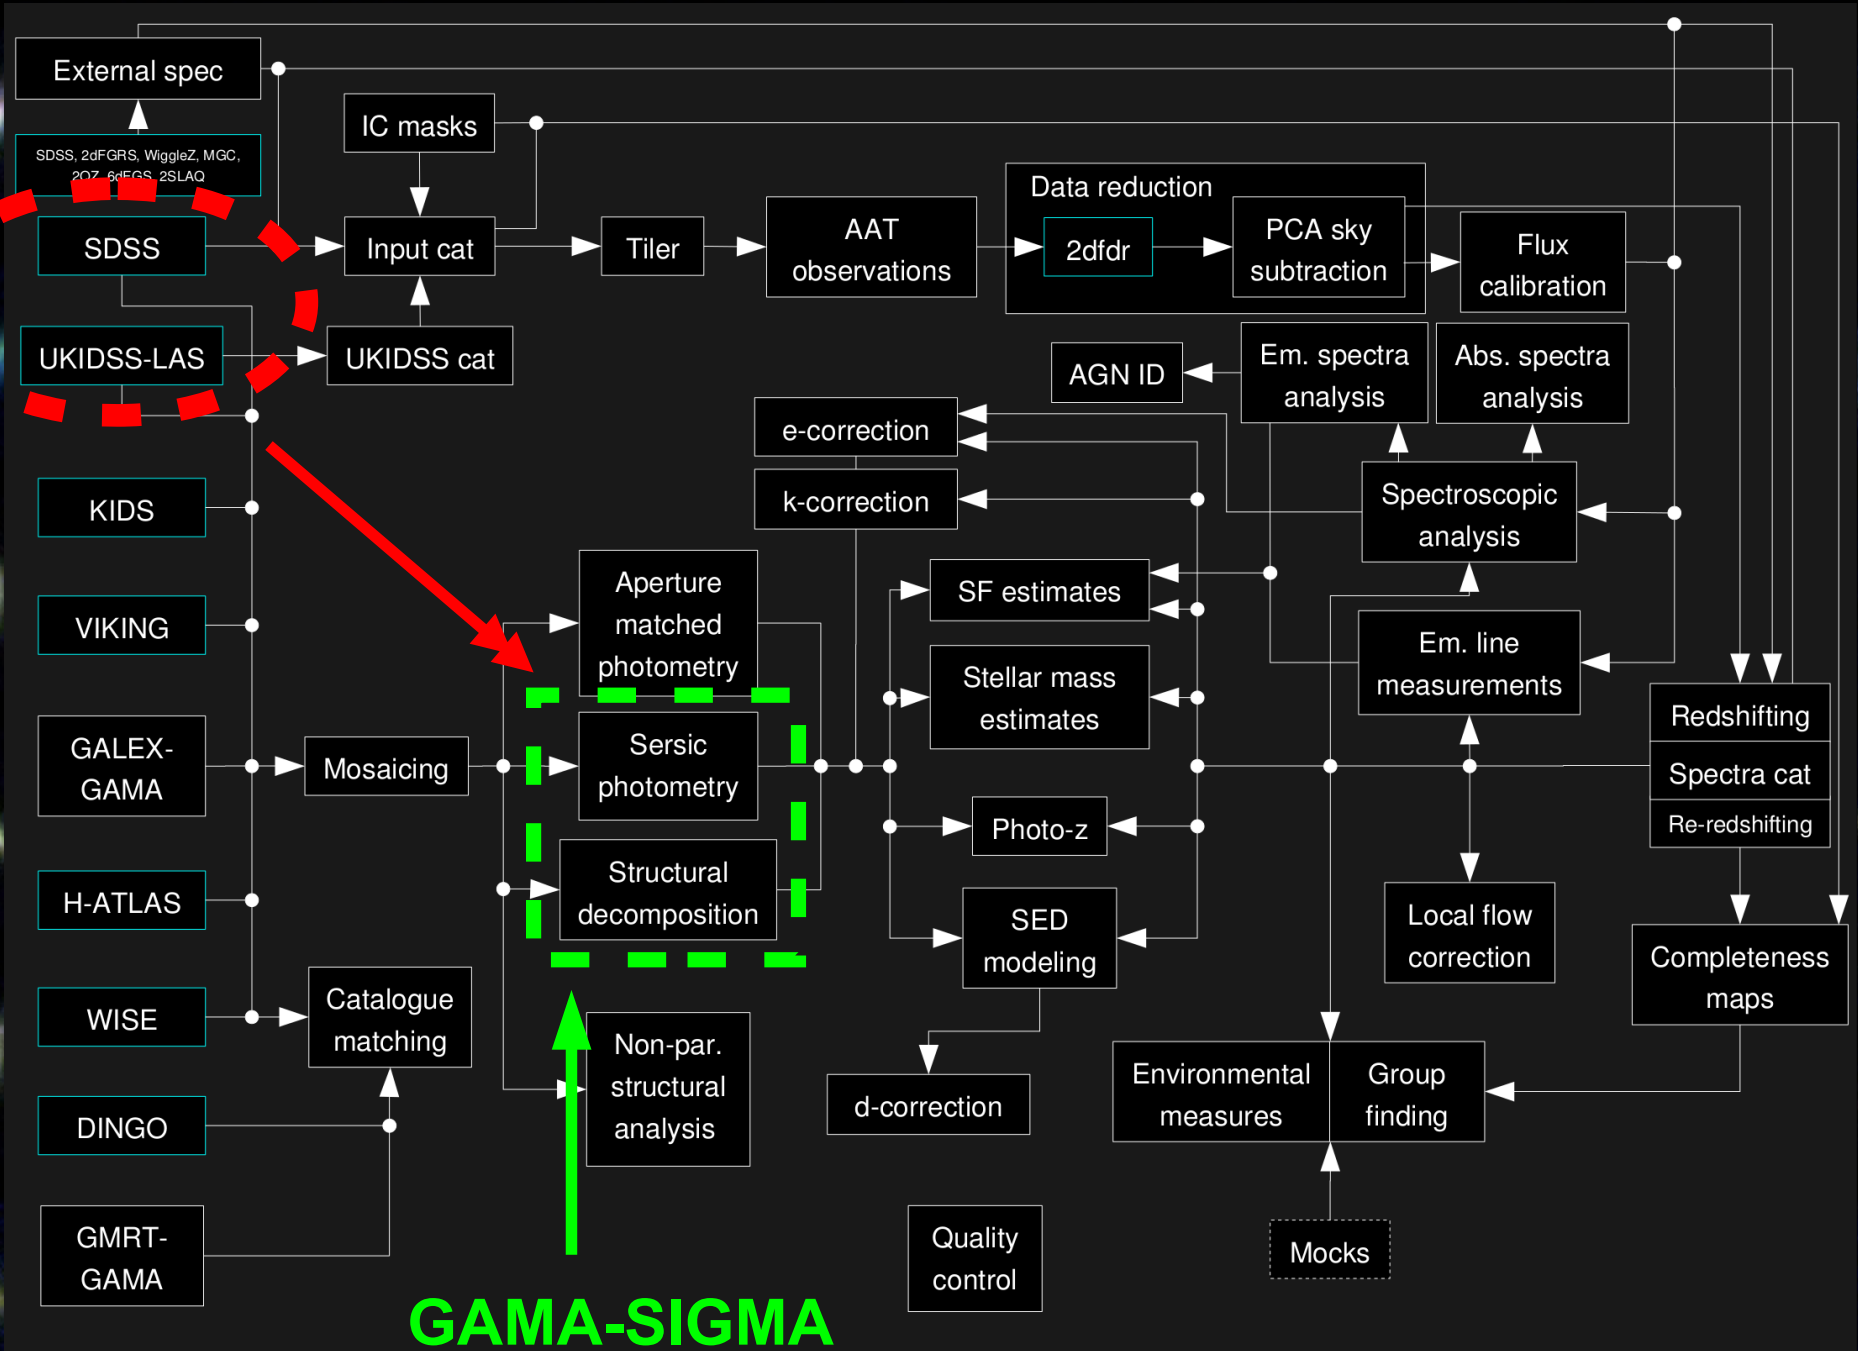 External spec
SDSS, 2dFGRS, WiggleZ, MGC,
2QZ, 6dFGS, 2SLAQ
IC masks
SDSS
Input cat
Tiler
AAT
observations
Data reduction
2dfdr
PCA sky
subtraction
Flux
calibration
UKIDSS-LAS
UKIDSS cat
AGN ID
Em. spectra
analysis
Abs. spectra
analysis
e-correction
k-correction
Spectroscopic
analysis
KIDS
VIKING
Aperture
matched
photometry
SF estimates
Em. line
measurements
Stellar mass
estimates
GALEX-
GAMA
Mosaicing
Sersic
photometry
Redshifting
Spectra cat
Re-redshifting
Photo-z
H-ATLAS
Structural
decomposition
SED
modeling
Local flow
correction
Completeness
maps
WISE
Catalogue
matching
Non-par.
structural
analysis
d-correction
Environmental
measures
Group
finding
DINGO
GMRT-
GAMA
Quality
control
Mocks
GAMA-SIGMA